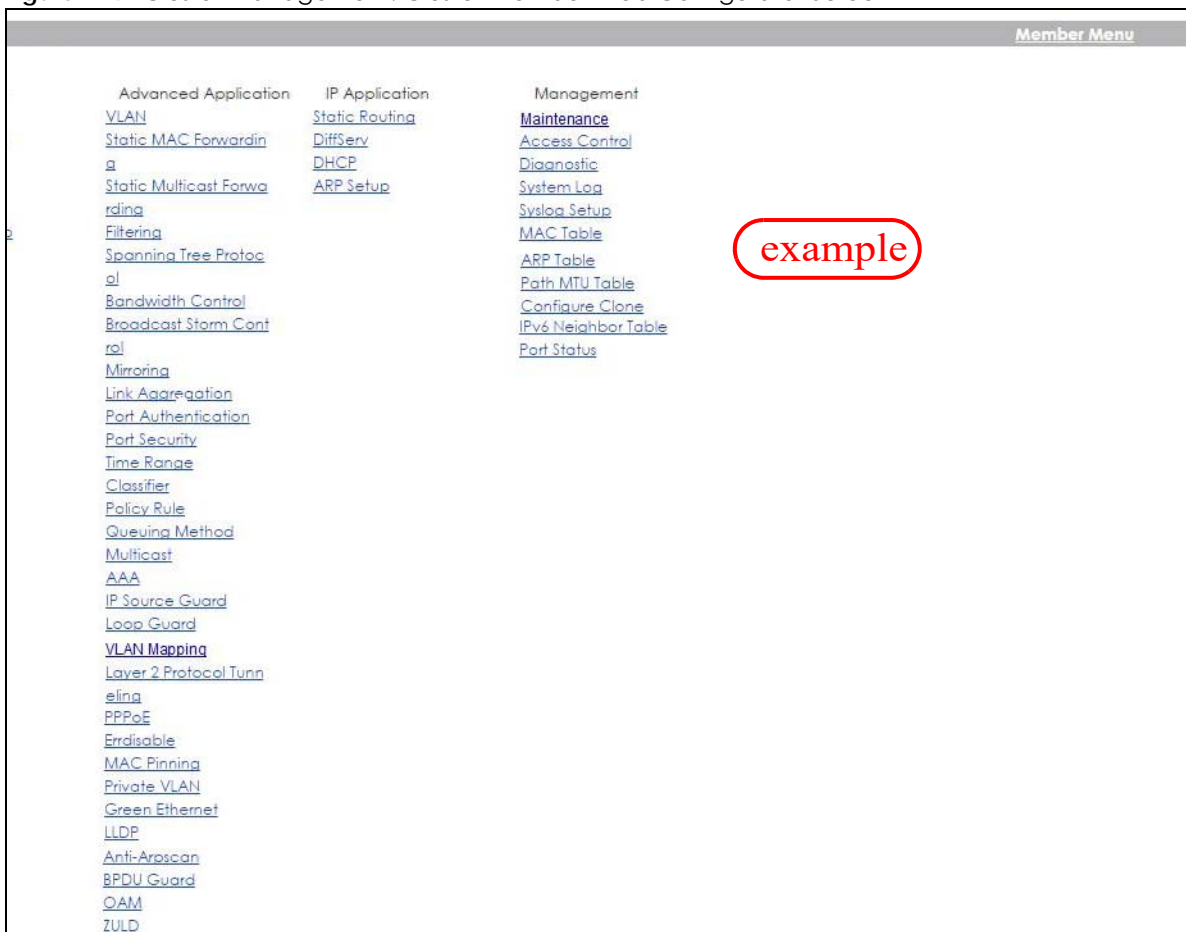 Member Menu
Advanced Application
VLAN
Static MAC Forwardin
g
Static Multicast Forwa
rding
Filtering
Spanning Tree Protoc
ol
Bandwidth Control
Broadcast Storm Cont
rol
Mirroring
Link Aggregation
Port Authentication
Port Security
Time Range
Classifier
Policy Rule
Queuing Method
Multicast
AAA
IP Source Guard
Loop Guard
VLAN Mapping
Layer 2 Protocol Tunn
eling
PPPoE
Errdisable
MAC Pinning
Private VLAN
Green Ethernet
LLDP
Anti-Arpscan
BPDU Guard
OAM
ZULD
IP Application
Static Routing
DiffServ
DHCP
ARP Setup
Management
Maintenance
Access Control
Diagnostic
System Log
Syslog Setup
MAC Table
ARP Table
Path MTU Table
Configure Clone
IPv6 Neighbor Table
Port Status
example